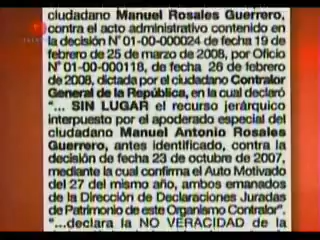 ciudadano Manuel Rosales Guerrero,
contra el acto administrativo contenido en
la decisión N°01-00-000024 de fecha 19 de
febrero de 25 de marzo de 2008, por Oficio
N°01-00-000118, de fecha 26 de febrero
de 2008, dictada por el ciudadano Contralor
General de la República, en la cual declaró
"... SIN LUGAR el recurso jerárquico
interpuesto por el apoderado especial del
ciudadano Manuel Antonio Rosales
Guerrero, antes identificado, contra la
decisión de fecha 23 de octubre de 2007,
mediante la cual confirma el Auto Motivado
del 27 del mismo año, ambos emanados
de la Dirección de Declaraciones Juradas
de Patrimonio de este Organismo Contralor",
"...declara la NO VERACIDAD de la